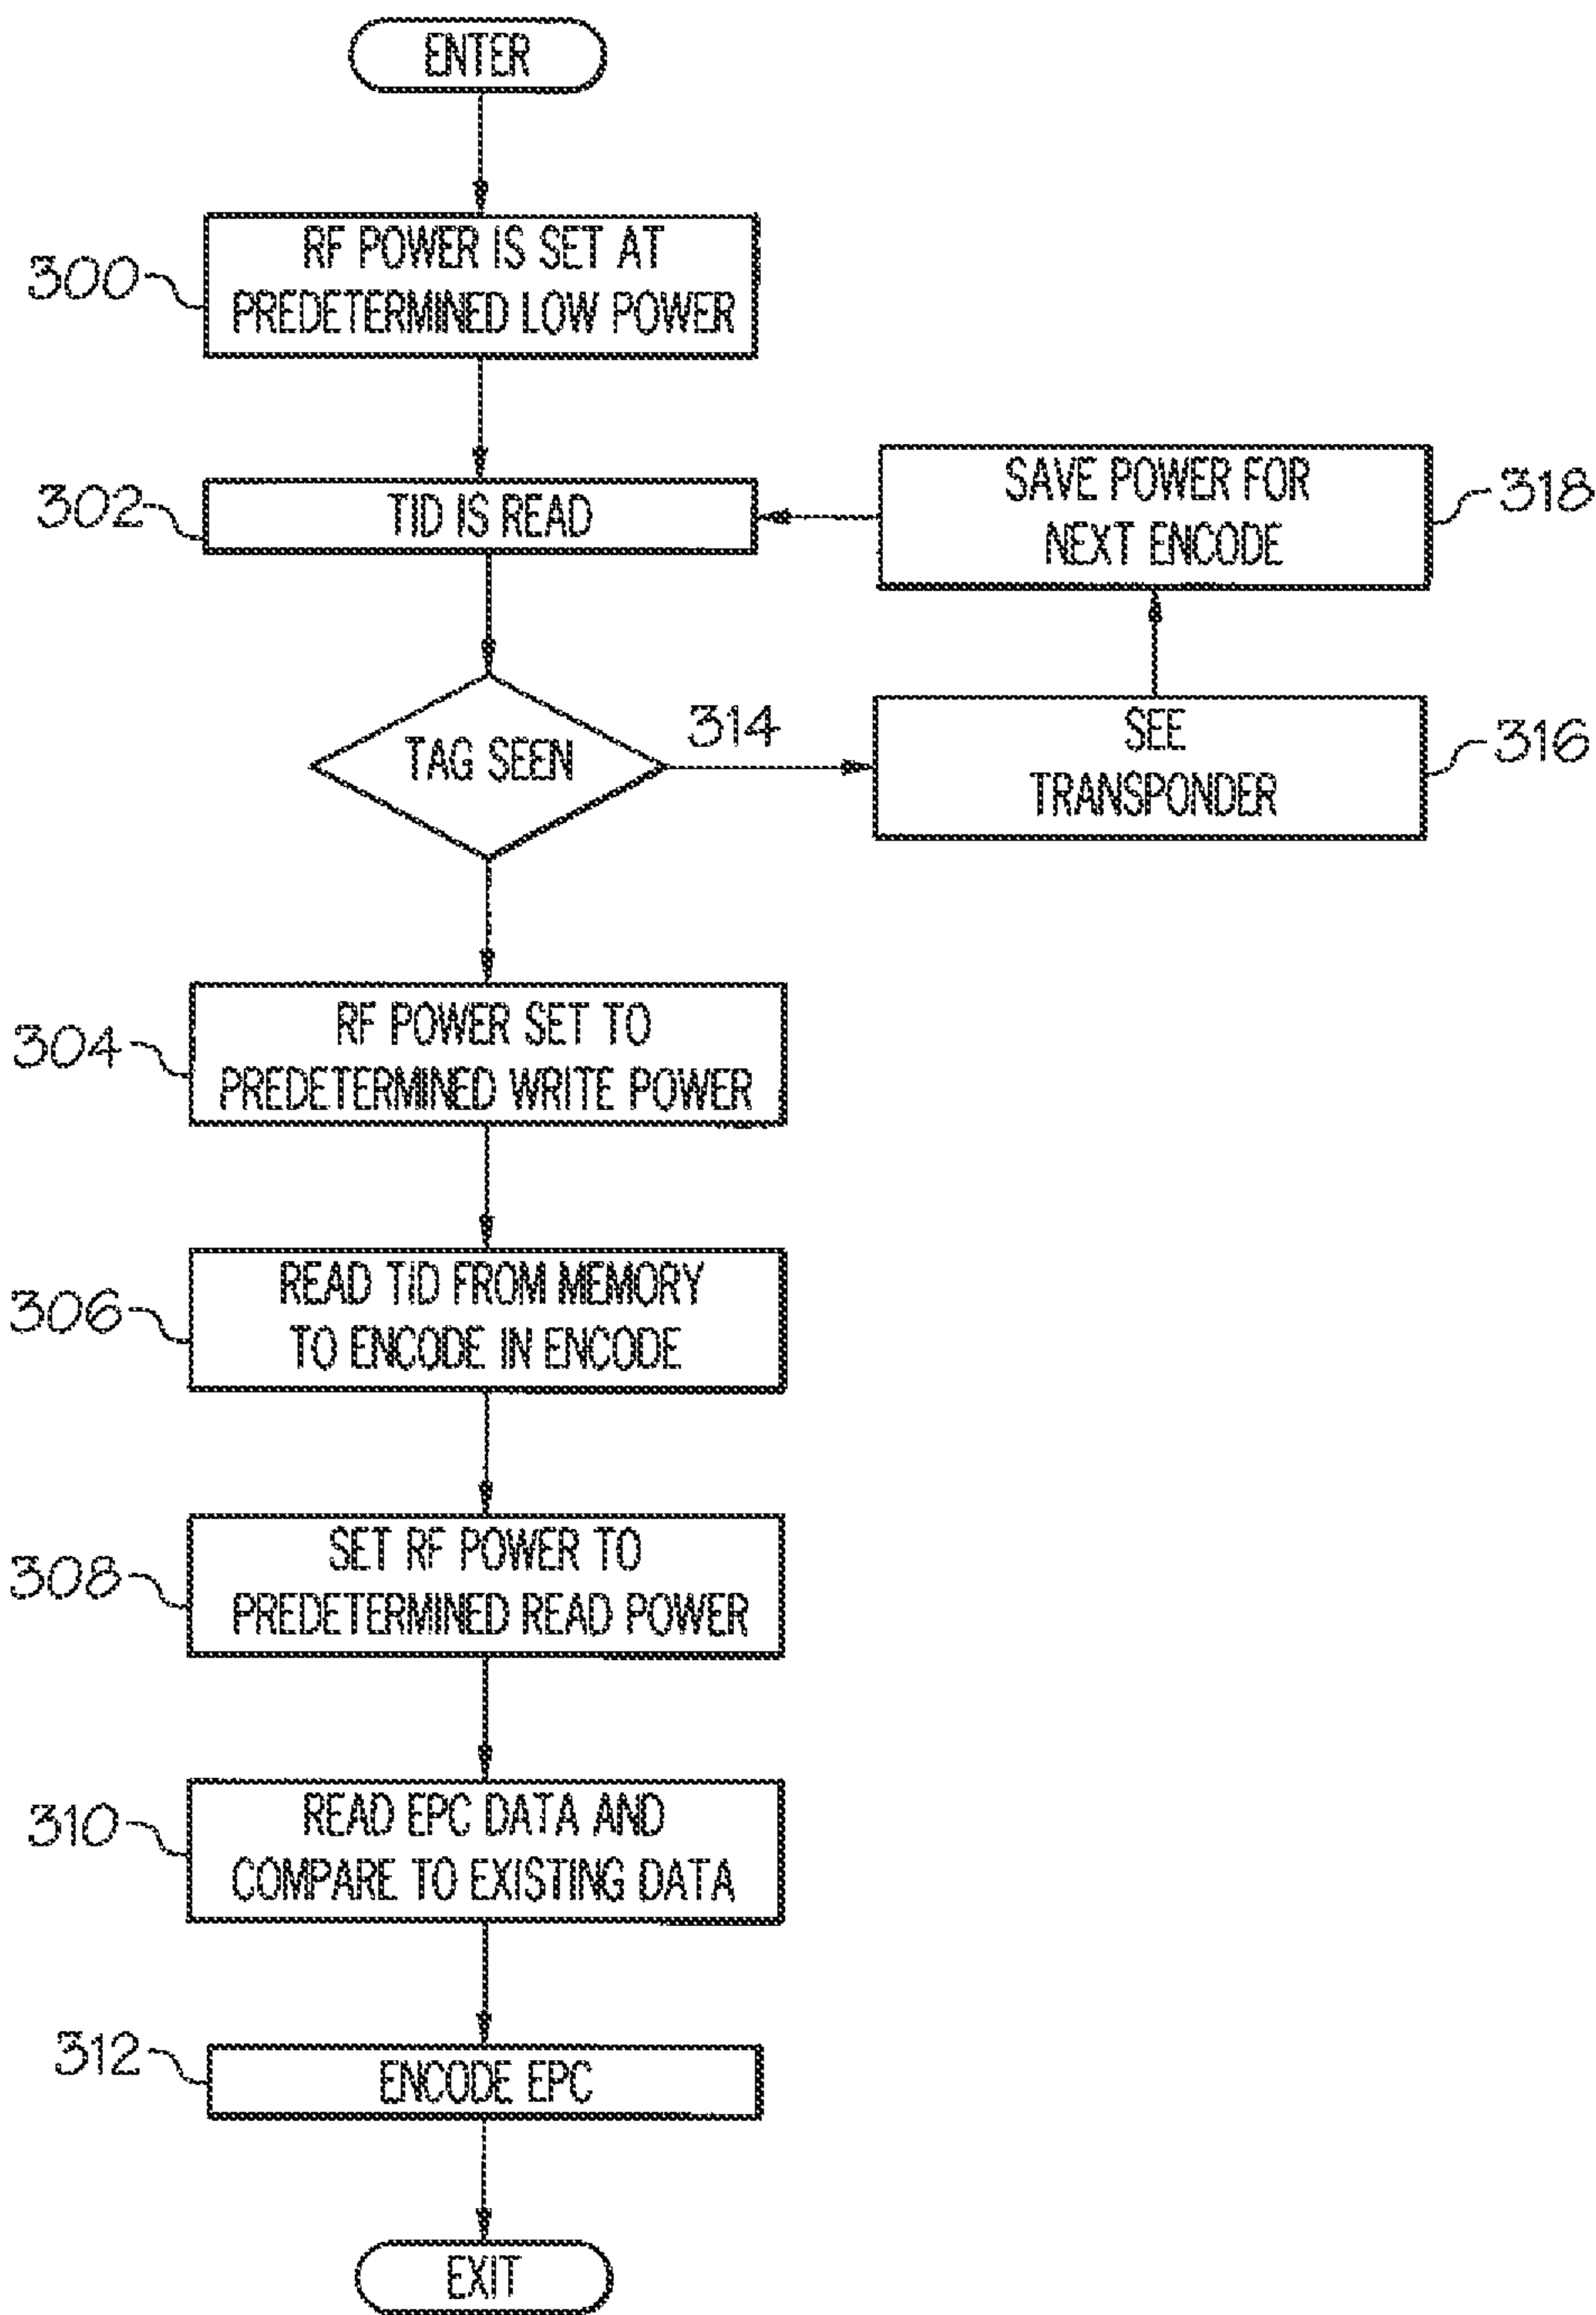 ENTER
300
RF POWER IS SET AT
PREDETERMINED LOW POWER
302
TID IS READ
SAVE POWER FOR
NEXT ENCODE
318
TAG SEEN
314
SEE
TRANSPONDER
316
304
RF POWER SET TO
PREDETERMINED WRITE POWER
306
READ TID FROM MEMORY
TO ENCODE IN ENCODE
308
SET RF POWER TO
PREDETERMINED READ POWER
310
READ EPC DATA AND
COMPARE TO EXISTING DATA
312
ENCODE EPC
EXIT